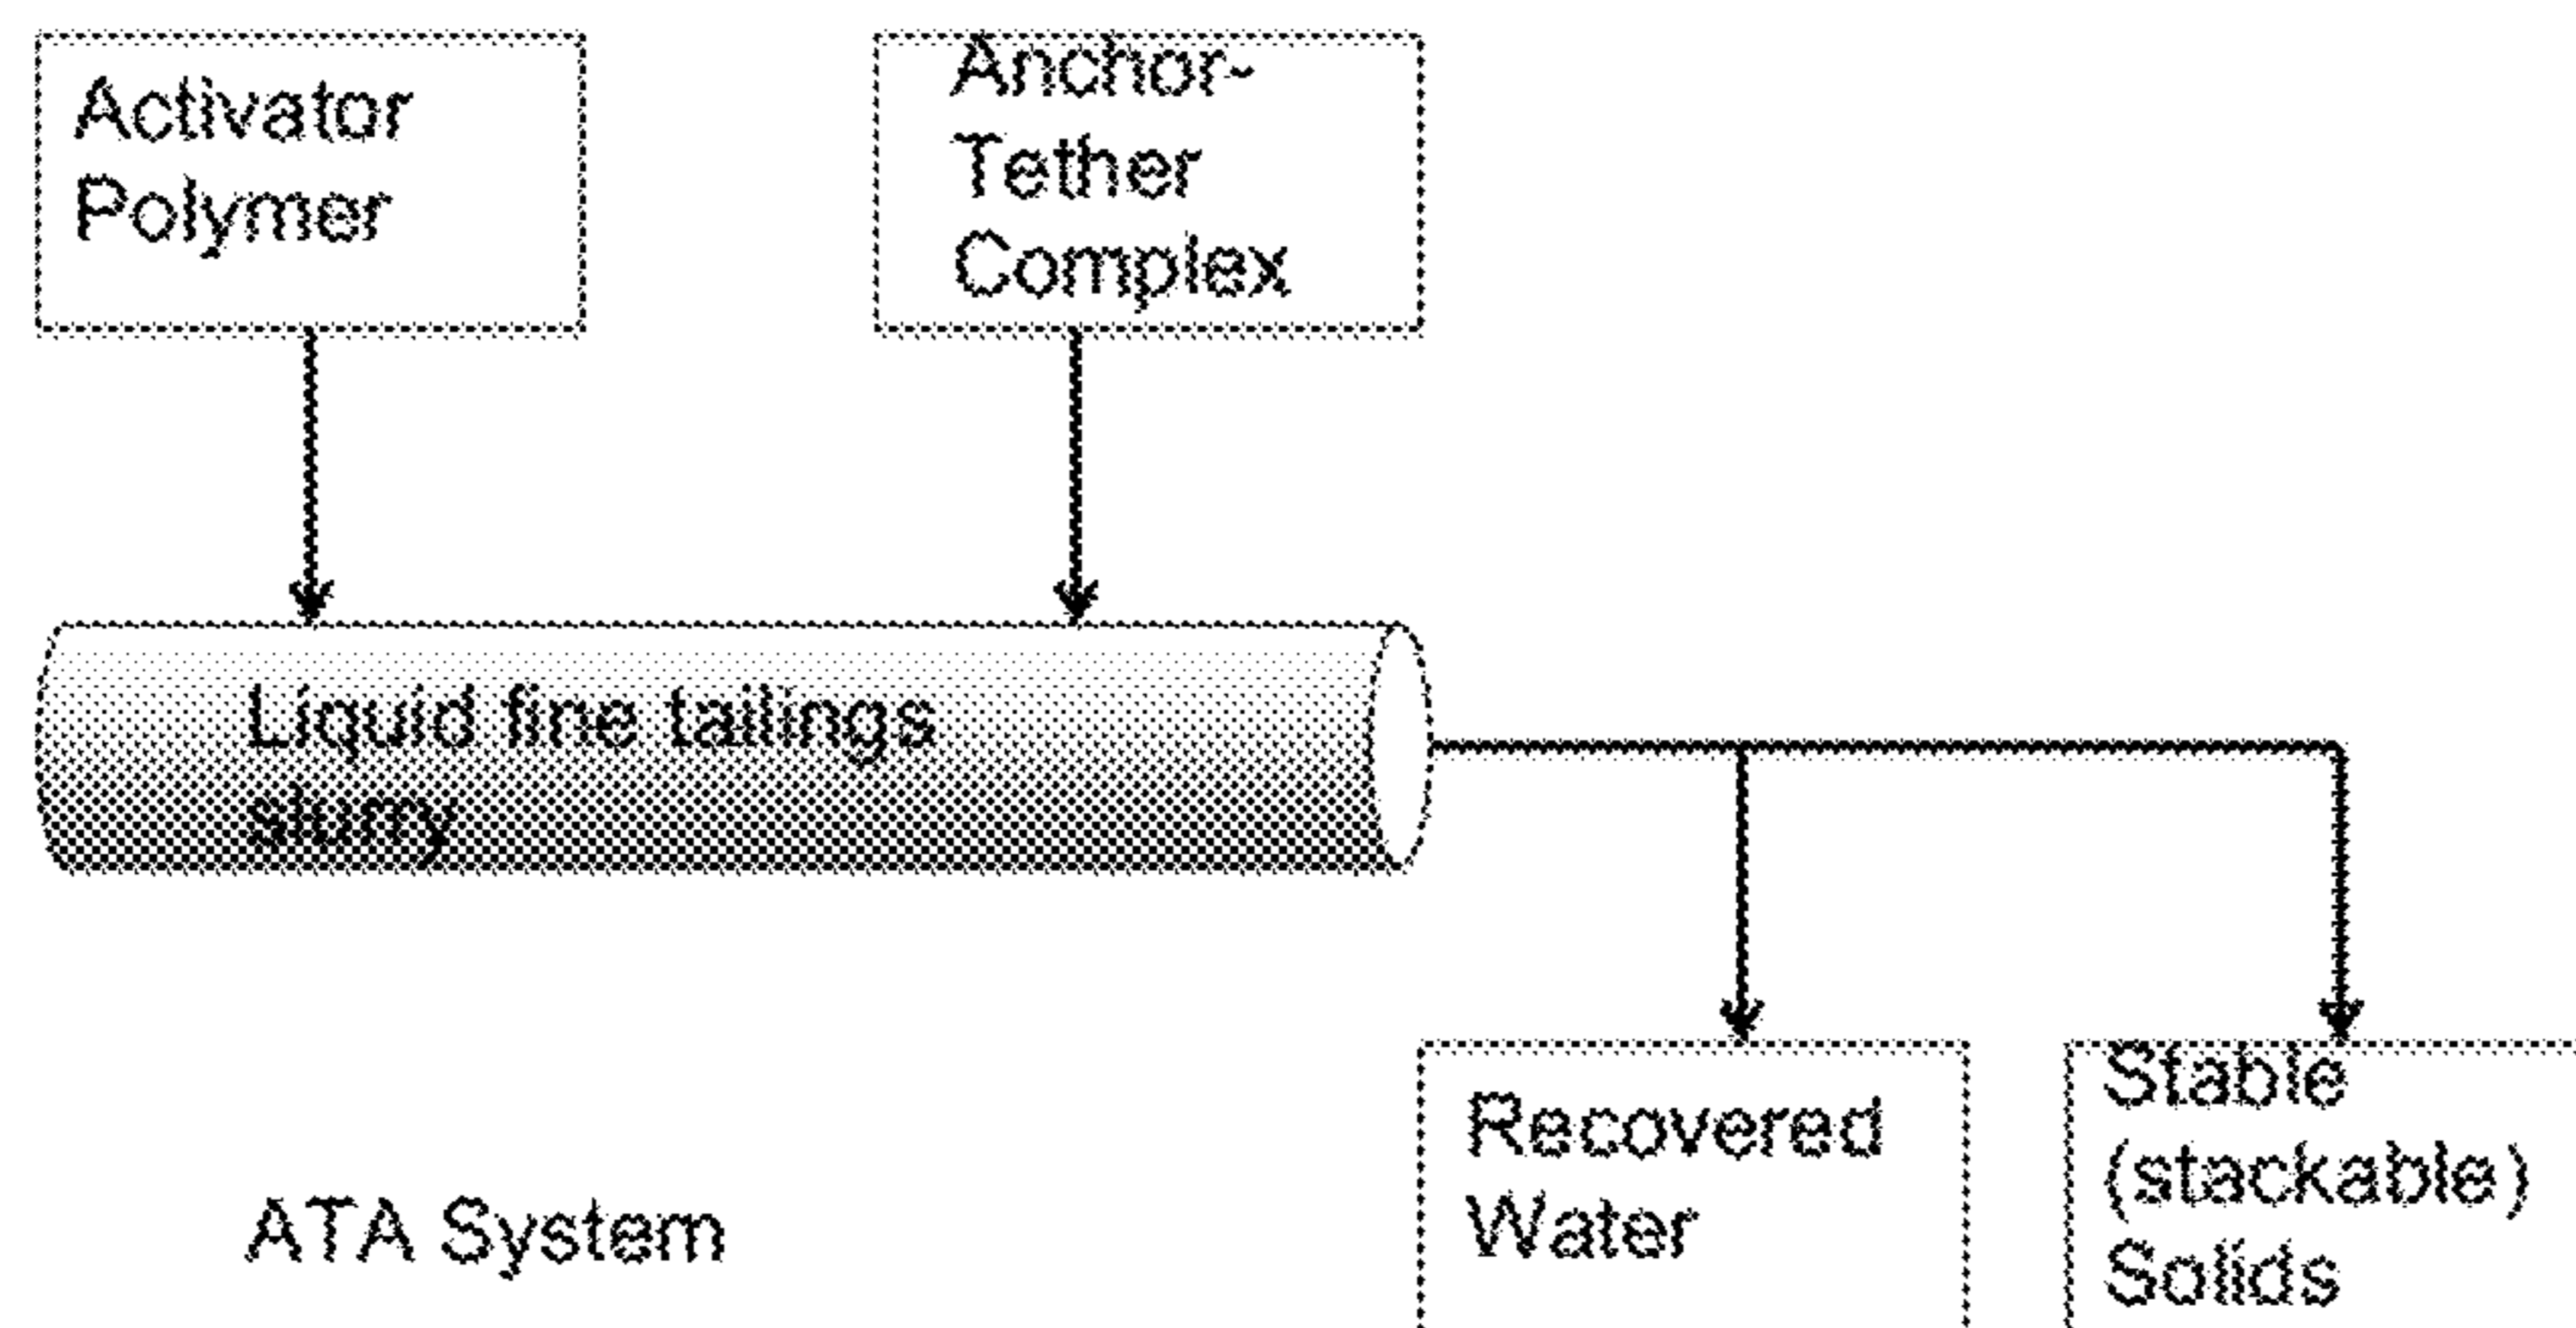 Activator
Polymer
Anchor-
Tether
Complex
Liquid fine tailings
slurry
Recovered
Water
Stable
(stackable)
Solids
ATA System